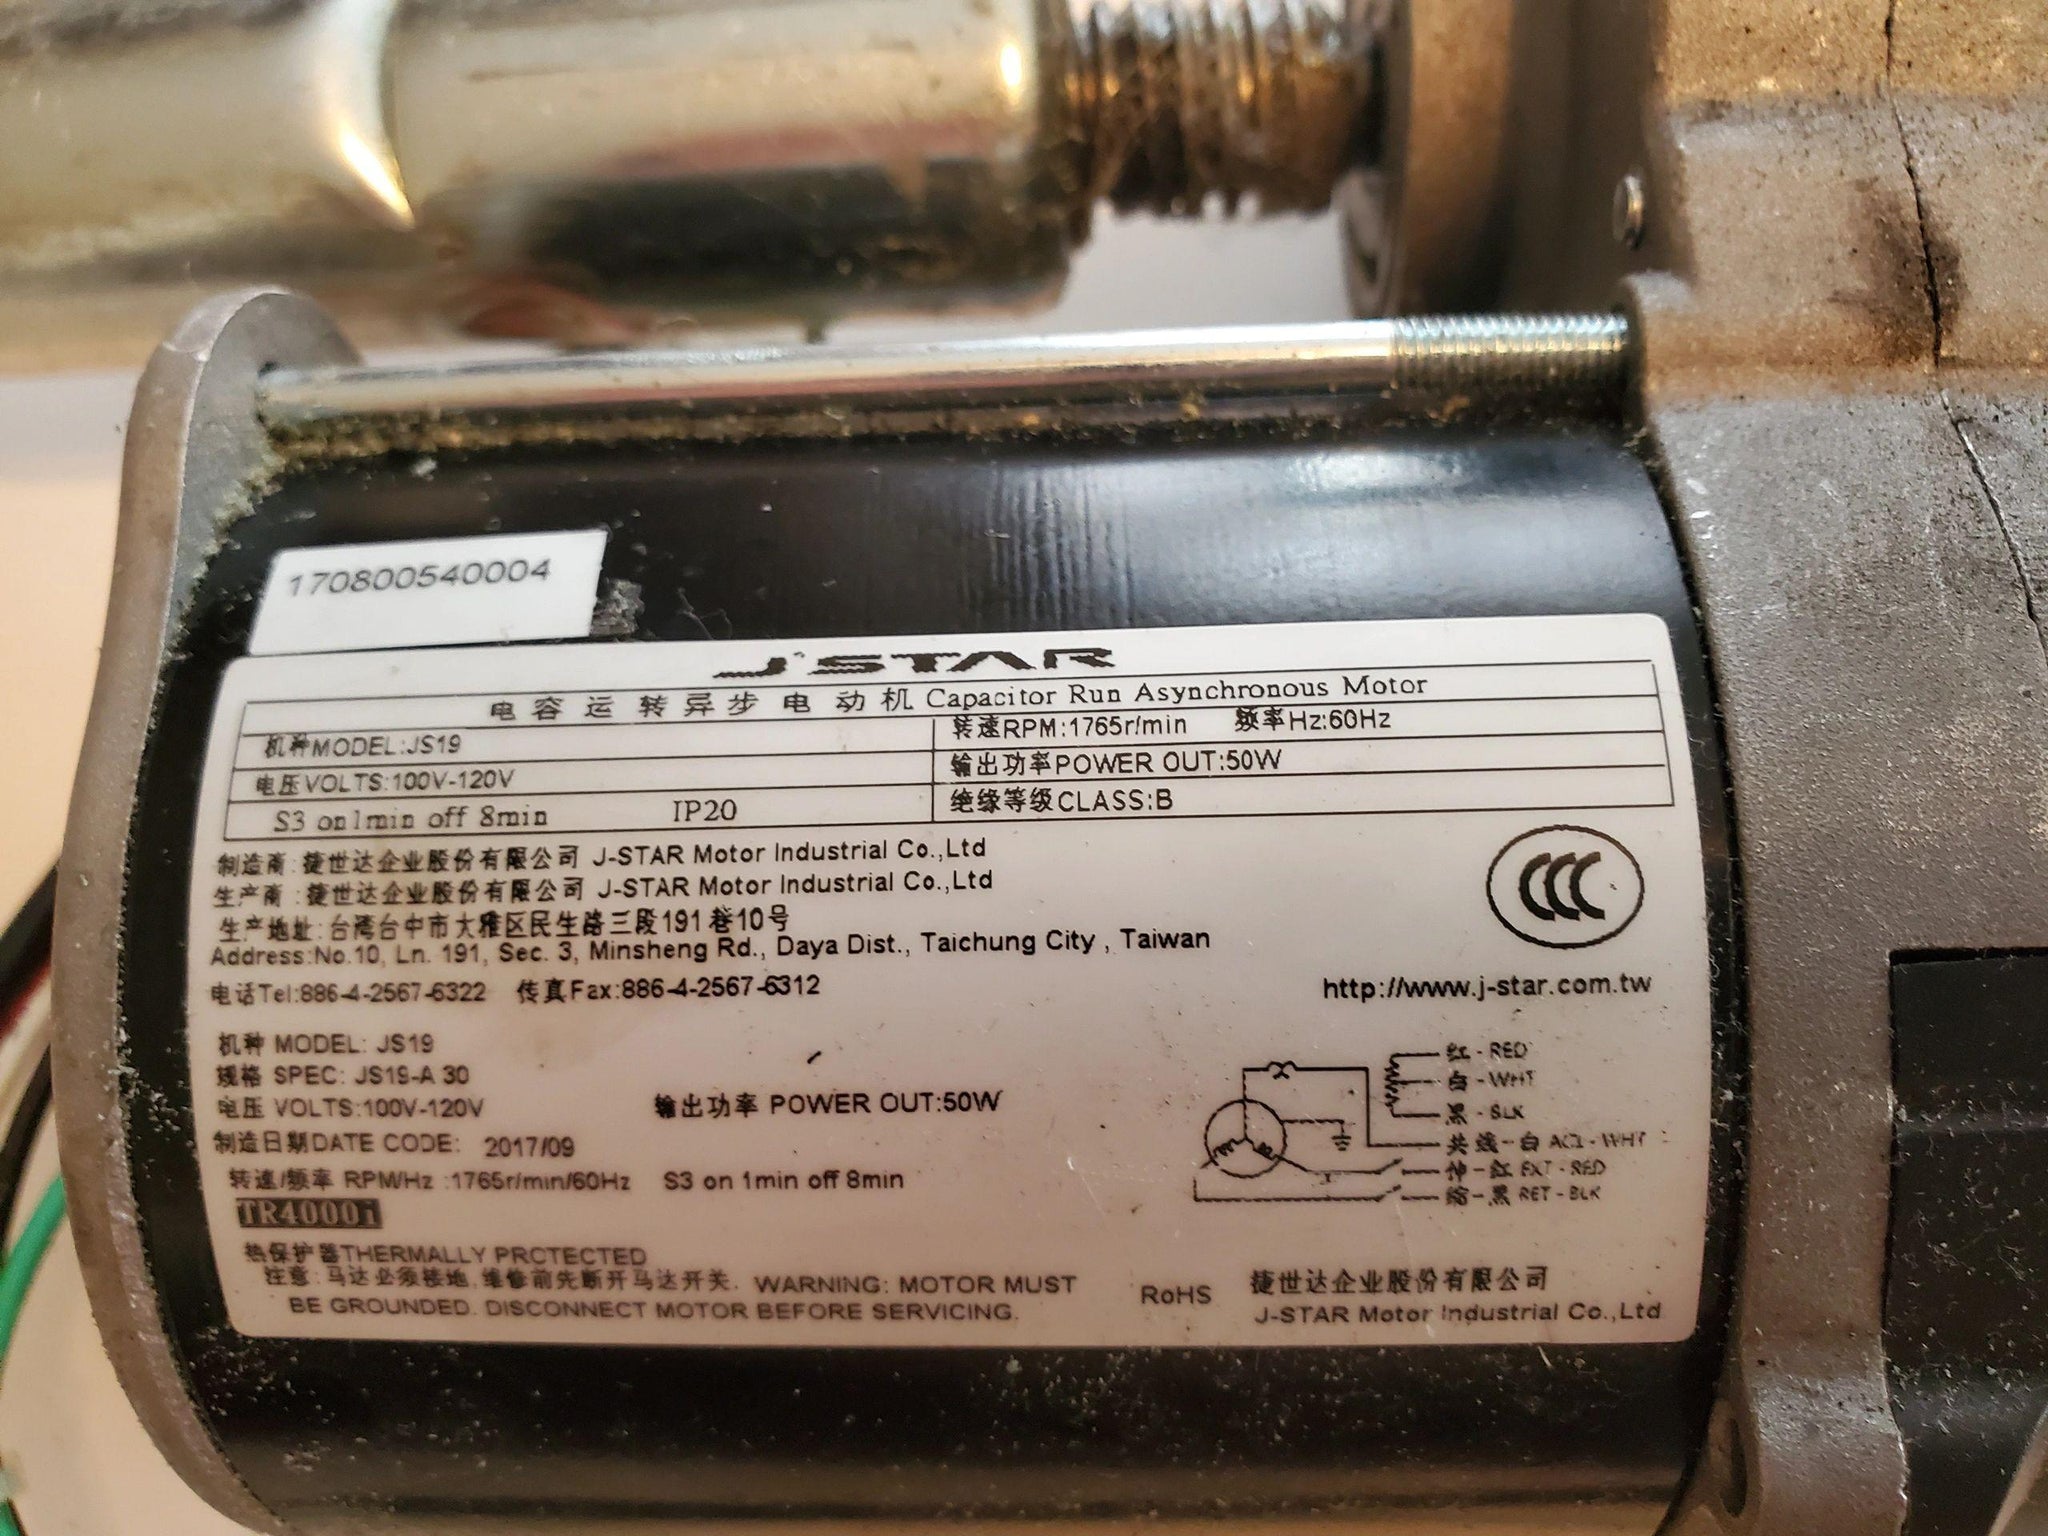 170800540004
J-STAR
电容运转异步电动机 Capacitor Run Asynchronous Motor
机种MODEL:JS19
转速RPM:1765r/min 频率Hz:60Hz
电压VOLTS:100V-120V
输出功率POWER OUT:50W
S3 on1min off 8min IP20
绝缘等级CLASS:B
制造商:捷世达企业股份有限公司 J-STAR Motor Industrial Co.,Ltd
生产商:捷世达企业股份有限公司 J-STAR Motor Industrial Co.,Ltd
CCC
生产地址:台湾台中市大雅区民生路三段191巷10号
Address:No.10, Ln. 191, Sec. 3, Minsheng Rd., Daya Dist., Taichung City , Taiwan
电话Tel:886-4-2567-6322 传真Fax:886-4-2567-6312
http://www.j-star.com.tw
机种 MODEL: JS19
规格 SPEC: JS19-A 30
电压 VOLTS:100V-120V 输出功率 POWER OUT:50W
制造日期DATE CODE: 2017/09
转速/频率 RPM/Hz :1765r/min/60Hz S3 on 1min off 8min
TR4000i
红 - RED
白 - WHT
黑 - BLK
共线-白 ACL-WHT
伸-红 EXT-RED
缩-黑 RET-BLK
热保护器THERMALLY PRCTECTED
注意:马达必须接地,维修前先断开马达开关. WARNING: MOTOR MUST
BE GROUNDED. DISCONNECT MOTOR BEFORE SERVICING.
RoHS
捷世达企业股份有限公司
J-STAR Motor Industrial Co.,Ltd